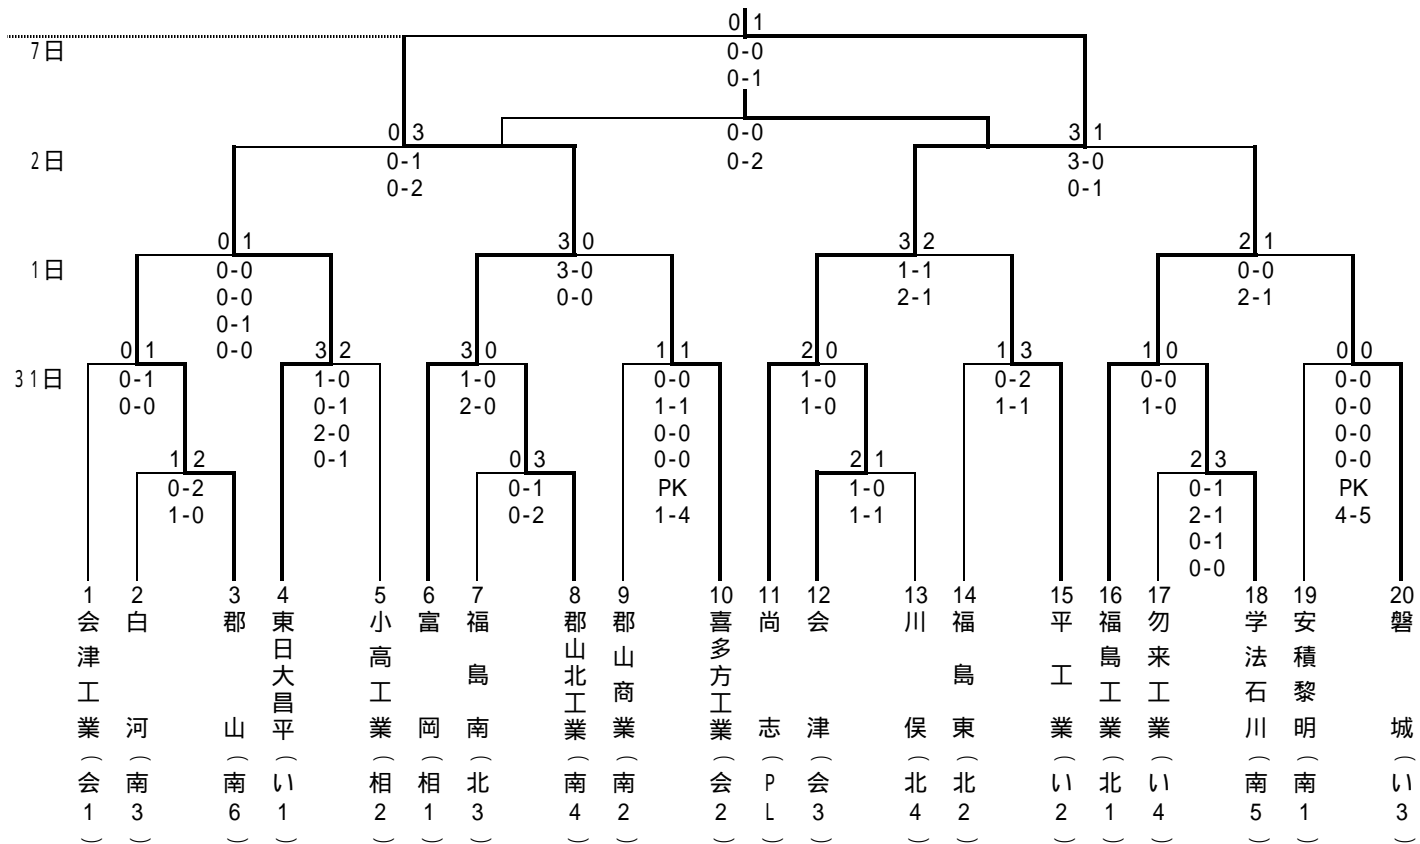 0 1
7日
0-0
0-1
0 3
0-0
3 1
2日
0-1
0-2
3-0
0-2
0-1
0 1
3 0
3 2
2 1
1日
0-0
3-0
1-1
0-0
0-0
0-0
2-1
2-1
0-1
0-0
0 1
3 2
3 0
1 1
2 0
1 3
1 0
0 0
31日
0-1
1-0
1-0
0-0
1-0
0-2
0-0
0-0
0-0
0-1
2-0
1-1
1-0
1-1
1-0
0-0
2-0
0-0
0-0
0-1
0-0
0-0
1 2
0 3
2 1
2 3
0-2
0-1
PK
1-0
0-1
PK
1-0
0-2
1-4
1-1
2-1
4-5
0-1
0-0
1 会津工業(会1)
2 白河(南3)
3 郡山(南6)
4 東日大昌平(い1)
5 小高工業(相2)
6 富岡(相1)
7 福島南(北3)
8 郡山北工業(南4)
9 郡山商業(南2)
10 喜多方工業(会2)
11 尚志(PL)
12 会津(会3)
13 川俣(北4)
14 福島東(北2)
15 平工業(い2)
16 福島工業(北1)
17 勿来工業(い4)
18 学法石川(南5)
19 安積黎明(南1)
20 磐城(い3)